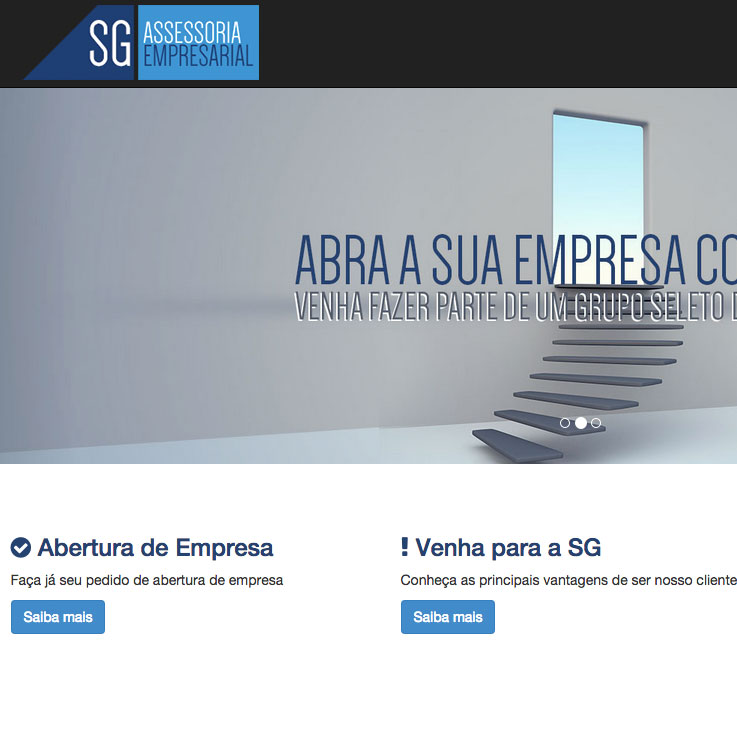 SG ASSESSORIA
EMPRESARIAL
ABRA A SUA EMPRESA CO
VENHA FAZER PARTE DE UM GRUPO SELETO D
Abertura de Empresa
Faça já seu pedido de abertura de empresa
Saiba mais
! Venha para a SG
Conheça as principais vantagens de ser nosso cliente
Saiba mais